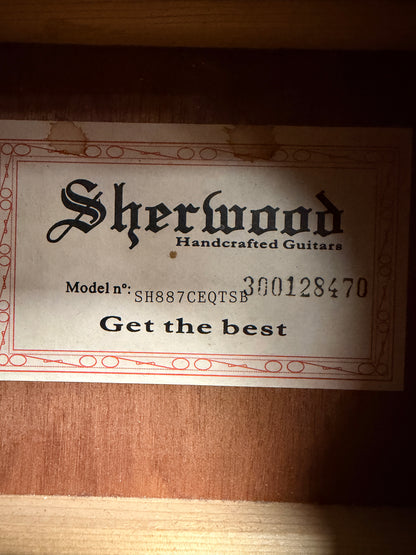 Sherwood
Handcrafted Guitars
Model nº: SH887CEQTSB 300128470
Get the best